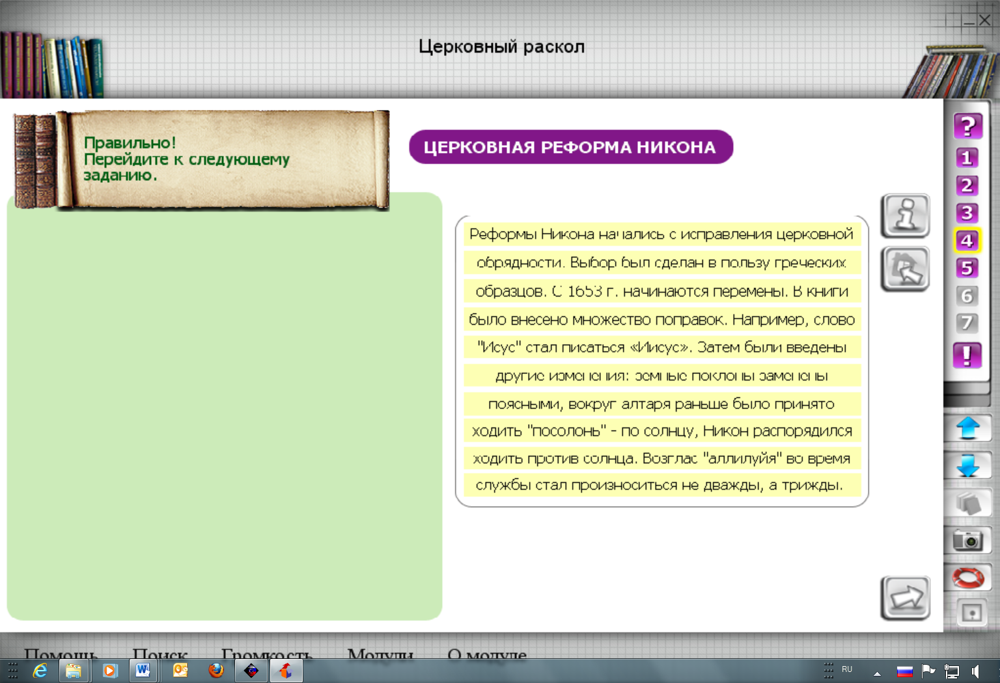 Церковный раскол
Правильно!
Перейдите к следующему
заданию.
ЦЕРКОВНАЯ РЕФОРМА НИКОНА
Реформы Никона начались с исправления церковной
обрядности. Выбор был сделан в пользу греческих
образцов. С 1653 г. начинаются перемены. В книги
было внесено множество поправок. Например, слово
"Исус" стал писаться «Иисус». Затем были введены
другие изменения: земные поклоны заменены
поясными, вокруг алтаря раньше было принято
ходить "посолонь" - по солнцу, Никон распорядился
ходить против солнца. Возглас "аллилуйя" во время
службы стал произноситься не дважды, а трижды.
?
1
2
3
4
5
6
7
!
Помощь Поиск Громкость Модули О модуле
RU